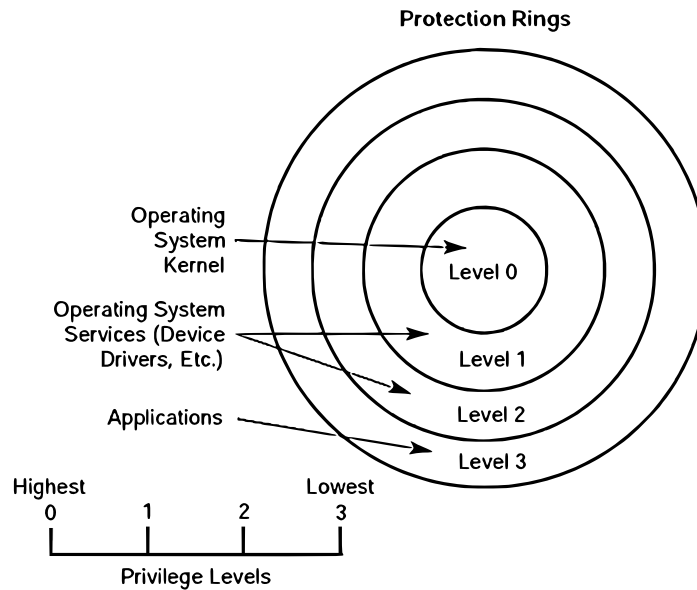 Protection Rings
Operating
System
Kernel
Level 0
Operating System
Services (Device
Drivers, Etc.)
Level 1
Level 2
Applications
Level 3
Highest
Lowest
0
1
2
3
Privilege Levels